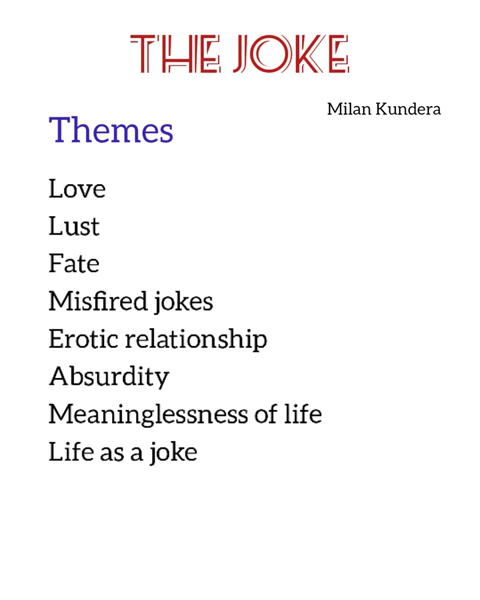 THE JOKE
Milan Kundera
Themes
Love
Lust
Fate
Misfired jokes
Erotic relationship
Absurdity
Meaninglessness of life
Life as a joke